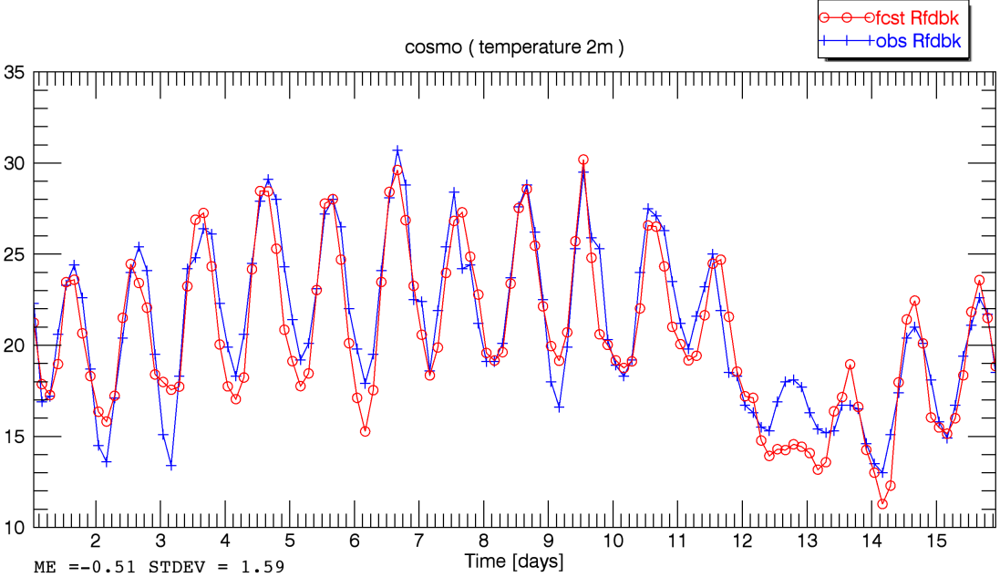 fcst Rfdbk
obs Rfdbk
cosmo ( temperature 2m )
35
30
25
20
15
10
2 3 4 5 6 7 8 9 10 11 12 13 14 15
Time [days]
ME =-0.51 STDEV = 1.59